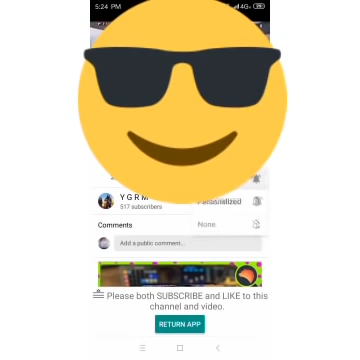 5:24 PM
4G+
Y G R M
Personalized
517 subscribers
Comments
None
Add a public comment...
Please both SUBSCRIBE and LIKE to this
channel and video.
RETURN APP